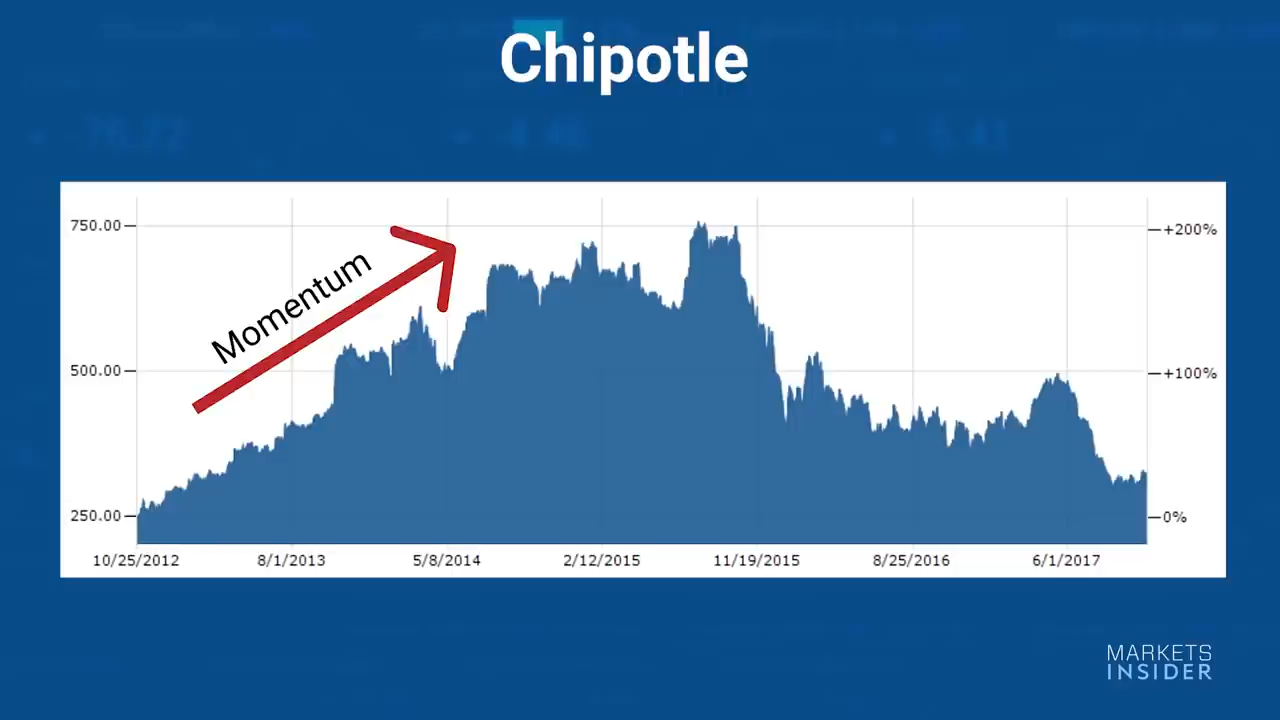 Chipotle
Momentum
750.00
500.00
250.00
+200%
+100%
0%
10/25/2012 8/1/2013 5/8/2014 2/12/2015 11/19/2015 8/25/2016 6/1/2017
MARKETS
INSIDER